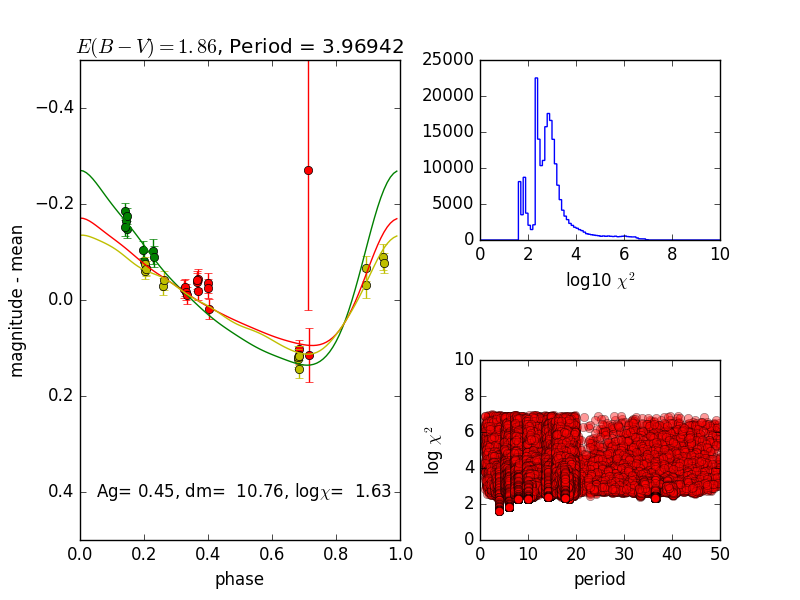 E(B−V)=1.86, Period = 3.96942
−0.4
−0.2
0.0
0.2
0.4
magnitude - mean
Ag= 0.45, dm=  10.76, logχ=  1.63
0.0 0.2 0.4 0.6 0.8 1.0
phase
25000
20000
15000
10000
5000
0
0 2 4 6 8 10
log10 χ²
10
8
6
4
2
0
log χ²
0 10 20 30 40 50
period